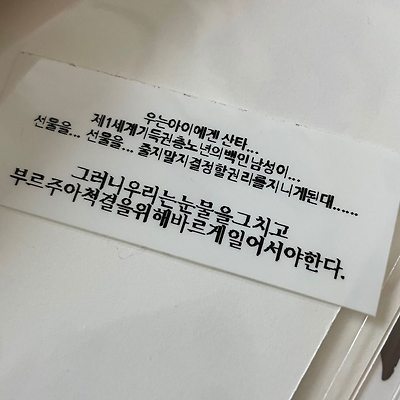 우는아이에겐 산타...
제1세계기득권층노년의백인남성이...
선물을... 선물을... 줄지말지결정할권리를지니게된대......
그러니우리는눈물을그치고
부르주아척결을위해바르게일어서야한다.